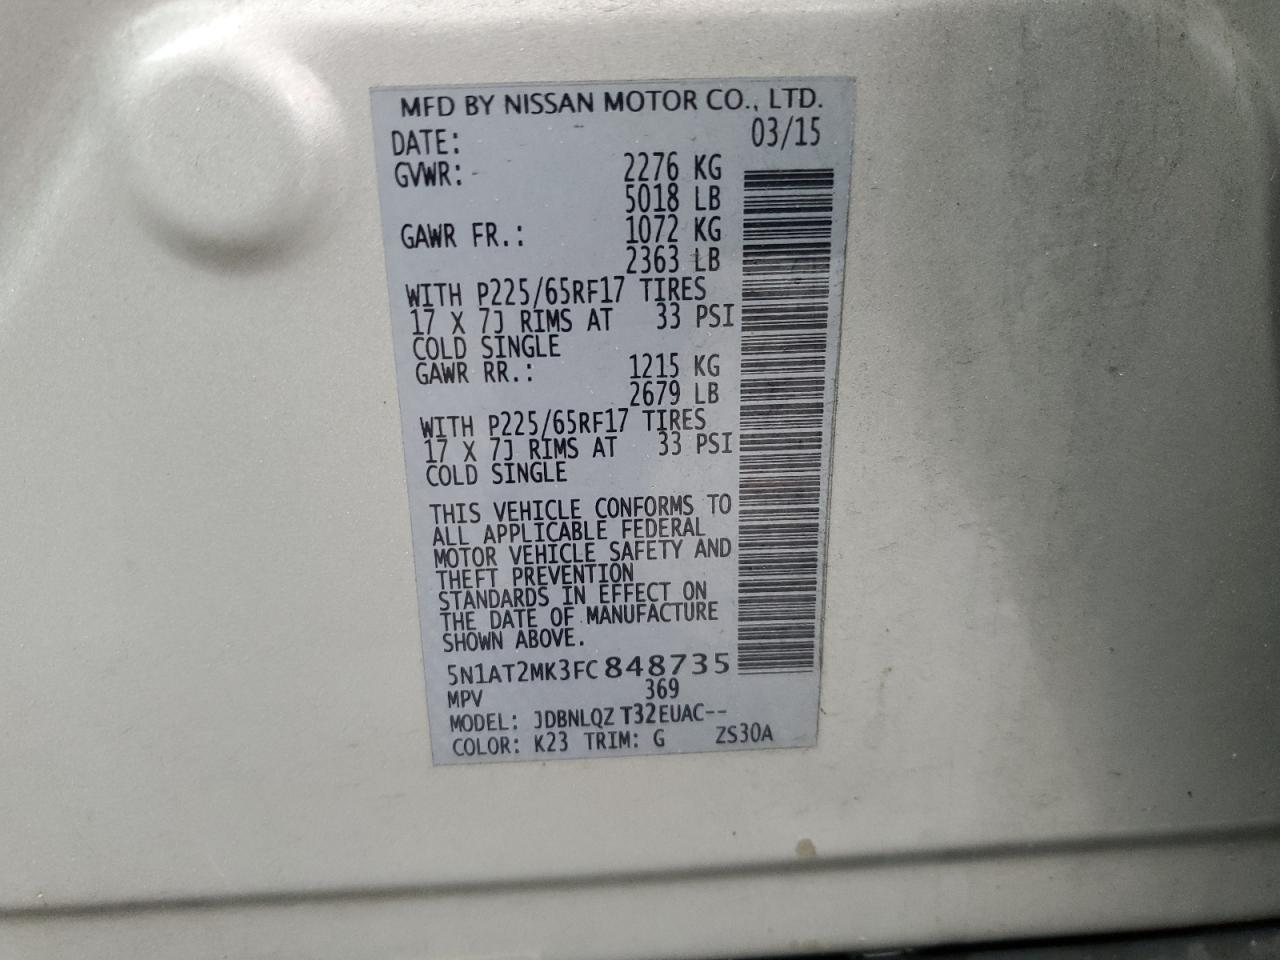 MFD BY NISSAN MOTOR CO., LTD.
DATE: 03/15
GVWR: 2276 KG
5018 LB
GAWR FR.: 1072 KG
2363 LB
WITH P225/65RF17 TIRES
17 X 7J RIMS AT 33 PSI
COLD SINGLE
GAWR RR.: 1215 KG
2679 LB
WITH P225/65RF17 TIRES
17 X 7J RIMS AT 33 PSI
COLD SINGLE
THIS VEHICLE CONFORMS TO
ALL APPLICABLE FEDERAL
MOTOR VEHICLE SAFETY AND
THEFT PREVENTION
STANDARDS IN EFFECT ON
THE DATE OF MANUFACTURE
SHOWN ABOVE.
5N1AT2MK3FC848735
MPV 369
MODEL: JDBNLQZ T32EUAC--
COLOR: K23 TRIM: G ZS30A